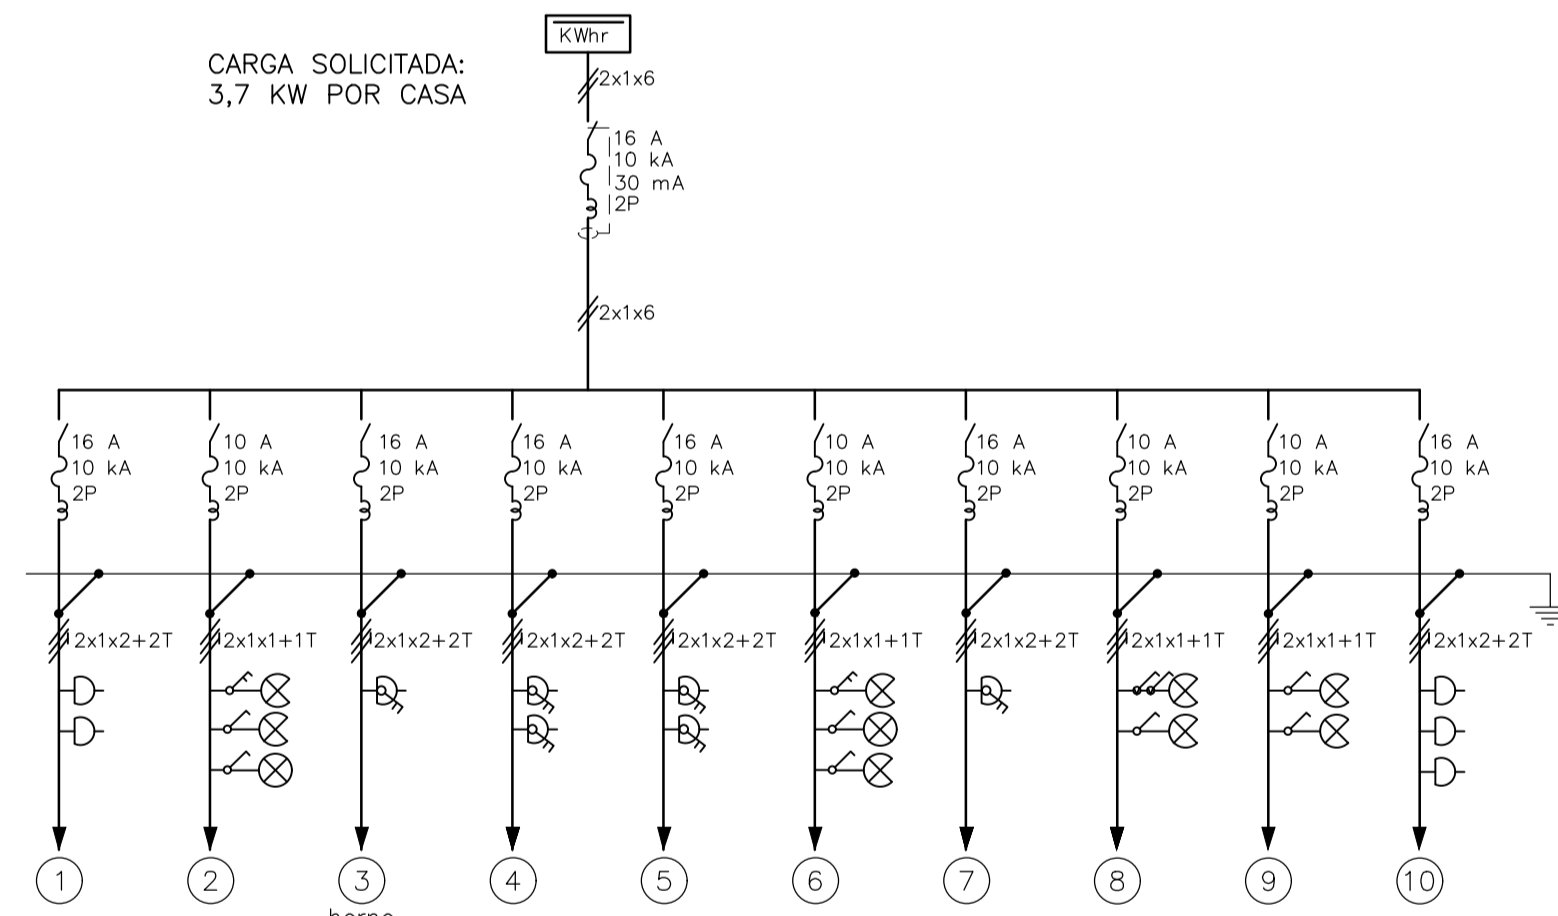 KWhr
CARGA SOLICITADA:
3,7 KW POR CASA
2x1x6
16 A
10 kA
30 mA
2P
2x1x6
16 A
10 kA
2P
10 A
10 kA
2P
16 A
10 kA
2P
16 A
10 kA
2P
16 A
10 kA
2P
10 A
10 kA
2P
16 A
10 kA
2P
10 A
10 kA
2P
10 A
10 kA
2P
16 A
10 kA
2P
2x1x2+2T
2x1x1+1T
2x1x2+2T
2x1x2+2T
2x1x2+2T
2x1x1+1T
2x1x2+2T
2x1x1+1T
2x1x1+1T
2x1x2+2T
1
2
3
4
5
6
7
8
9
10
horno